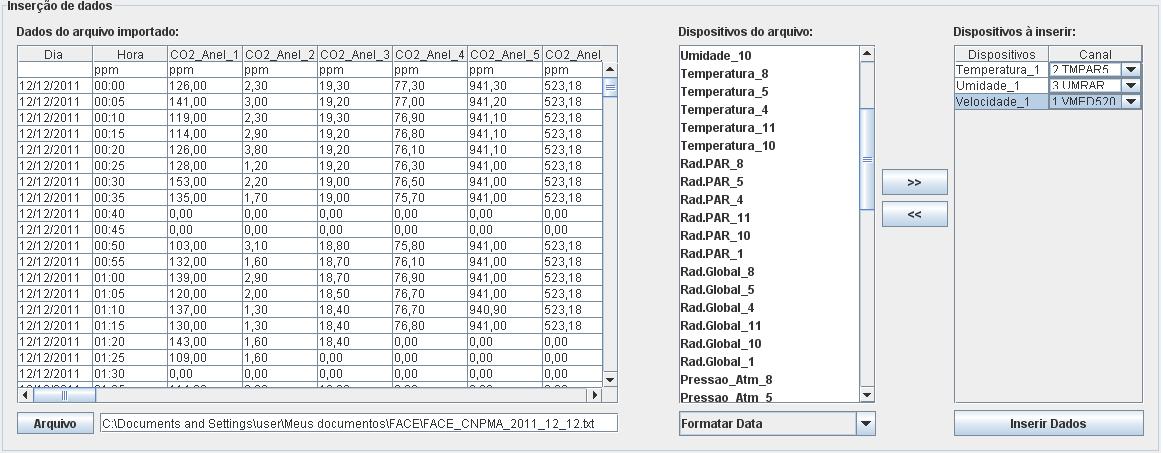 Inserção de dados
Dados do arquivo importado:
Dia Hora CO2_Anel_1 CO2_Anel_2 CO2_Anel_3 CO2_Anel_4 CO2_Anel_5 CO2_Anel
ppm ppm ppm ppm ppm ppm ppm
12/12/2011 00:00 126,00 2,30 19,30 77,30 941,30 523,18
12/12/2011 00:05 141,00 3,00 19,20 77,00 941,20 523,18
12/12/2011 00:10 119,00 2,30 19,30 76,90 941,10 523,18
12/12/2011 00:15 114,00 2,90 19,20 76,80 941,10 523,18
12/12/2011 00:20 126,00 3,80 19,20 76,10 941,10 523,18
12/12/2011 00:25 128,00 1,20 19,20 76,30 941,00 523,18
12/12/2011 00:30 153,00 2,20 19,00 76,50 941,00 523,18
12/12/2011 00:35 135,00 1,70 19,00 75,70 941,00 523,18
12/12/2011 00:40 0,00 0,00 0,00 0,00 0,00 0,00
12/12/2011 00:45 0,00 0,00 0,00 0,00 0,00 0,00
12/12/2011 00:50 103,00 3,10 18,80 75,80 941,00 523,18
12/12/2011 00:55 132,00 1,60 18,70 76,10 941,00 523,18
12/12/2011 01:00 139,00 2,90 18,70 76,90 941,00 523,18
12/12/2011 01:05 120,00 2,00 18,50 76,70 941,00 523,18
12/12/2011 01:10 137,00 1,30 18,40 76,70 940,90 523,18
12/12/2011 01:15 130,00 1,30 18,40 76,80 941,00 523,18
12/12/2011 01:20 143,00 1,60 18,40 0,00 0,00 0,00
12/12/2011 01:25 109,00 1,60 0,00 0,00 0,00 0,00
12/12/2011 01:30 0,00 0,00 0,00 0,00 0,00 0,00
Arquivo C:\Documents and Settings\user\Meus documentos\FACE\FACE_CNPMA_2011_12_12.txt
Dispositivos do arquivo:
Umidade_10
Temperatura_8
Temperatura_5
Temperatura_4
Temperatura_11
Temperatura_10
Rad.PAR_8
Rad.PAR_5
Rad.PAR_4
Rad.PAR_11
Rad.PAR_10
Rad.PAR_1
Rad.Global_8
Rad.Global_5
Rad.Global_4
Rad.Global_11
Rad.Global_10
Rad.Global_1
Pressao_Atm_8
Pressao_Atm_5
Formatar Data
>>
<<
Dispositivos à inserir:
Dispositivos Canal
Temperatura_1 2 TMPAR5
Umidade_1 3 UMRAR
Velocidade_1 1 VMED520
Inserir Dados